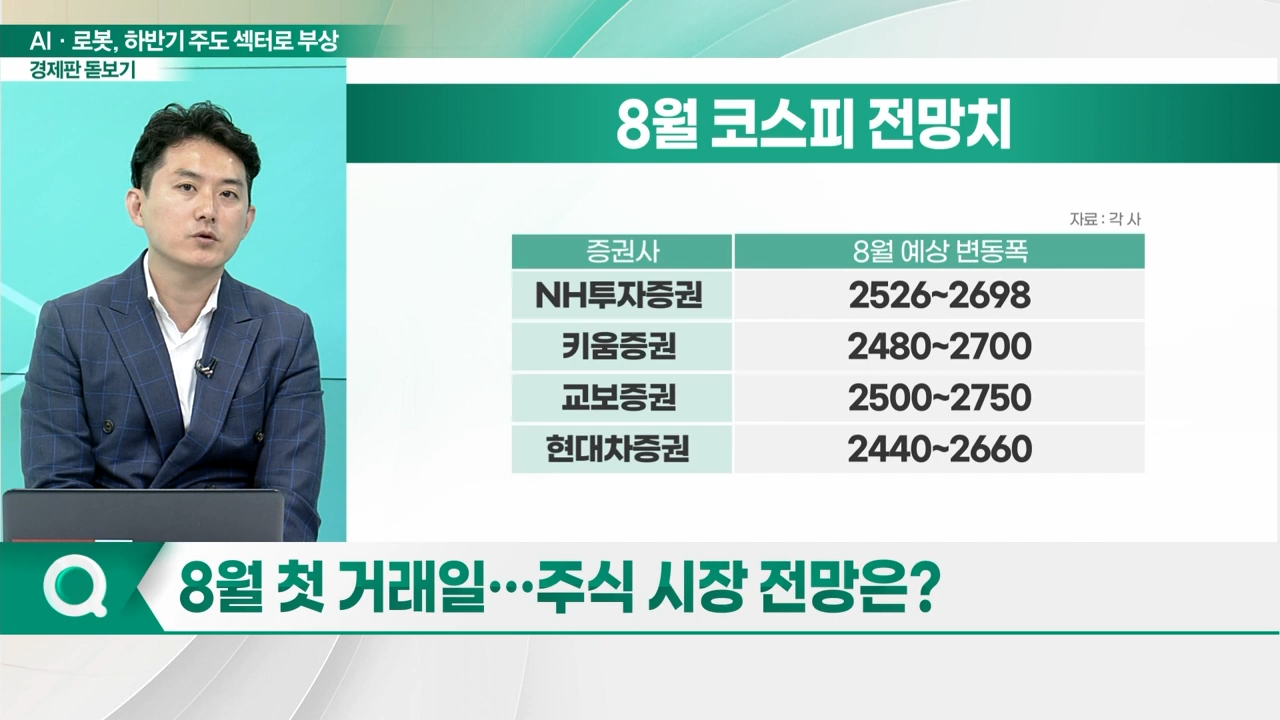 AI · 로봇, 하반기 주도 섹터로 부상
경제판 돋보기
8월 코스피 전망치
자료 : 각 사
증권사 8월 예상 변동폭
NH투자증권 2526~2698
키움증권 2480~2700
교보증권 2500~2750
현대차증권 2440~2660
8월 첫 거래일…주식 시장 전망은?